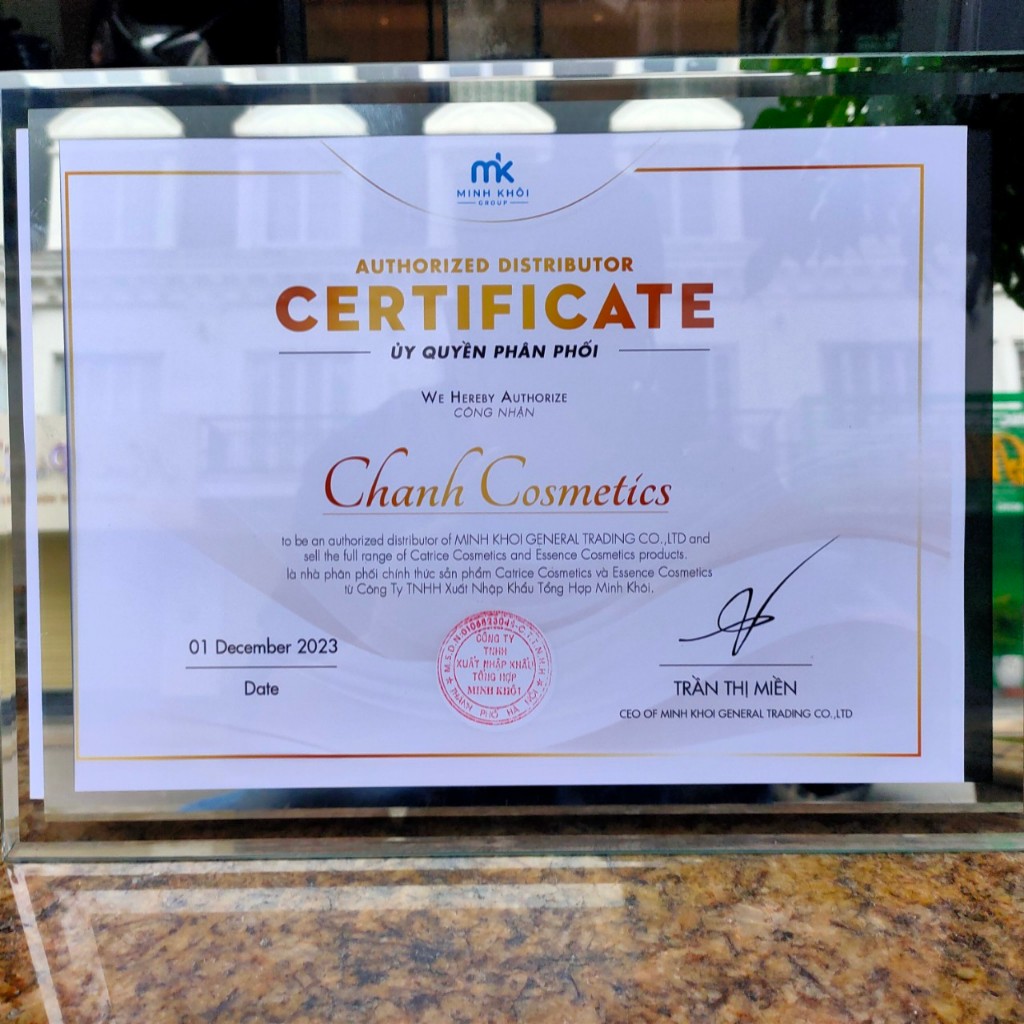 mk
MINH KHÔI
GROUP
AUTHORIZED DISTRIBUTOR
CERTIFICATE
ỦY QUYỀN PHÂN PHỐI
WE HEREBY AUTHORIZE
CÔNG NHẬN
Chanh Cosmetics
to be an authorized distributor of MINH KHOI GENERAL TRADING CO.,LTD and
sell the full range of Catrice Cosmetics and Essence Cosmetics products.
là nhà phân phối chính thức sản phẩm Catrice Cosmetics và Essence Cosmetics
từ Công Ty TNHH Xuất Nhập Khẩu Tổng Hợp Minh Khôi.
01 December 2023
Date
CÔNG TY
TNHH
XUẤT NHẬP KHẨU
TỔNG HỢP
MINH KHÔI
THÀNH PHỐ HÀ NỘI
TRẦN THỊ MIỀN
CEO OF MINH KHOI GENERAL TRADING CO.,LTD